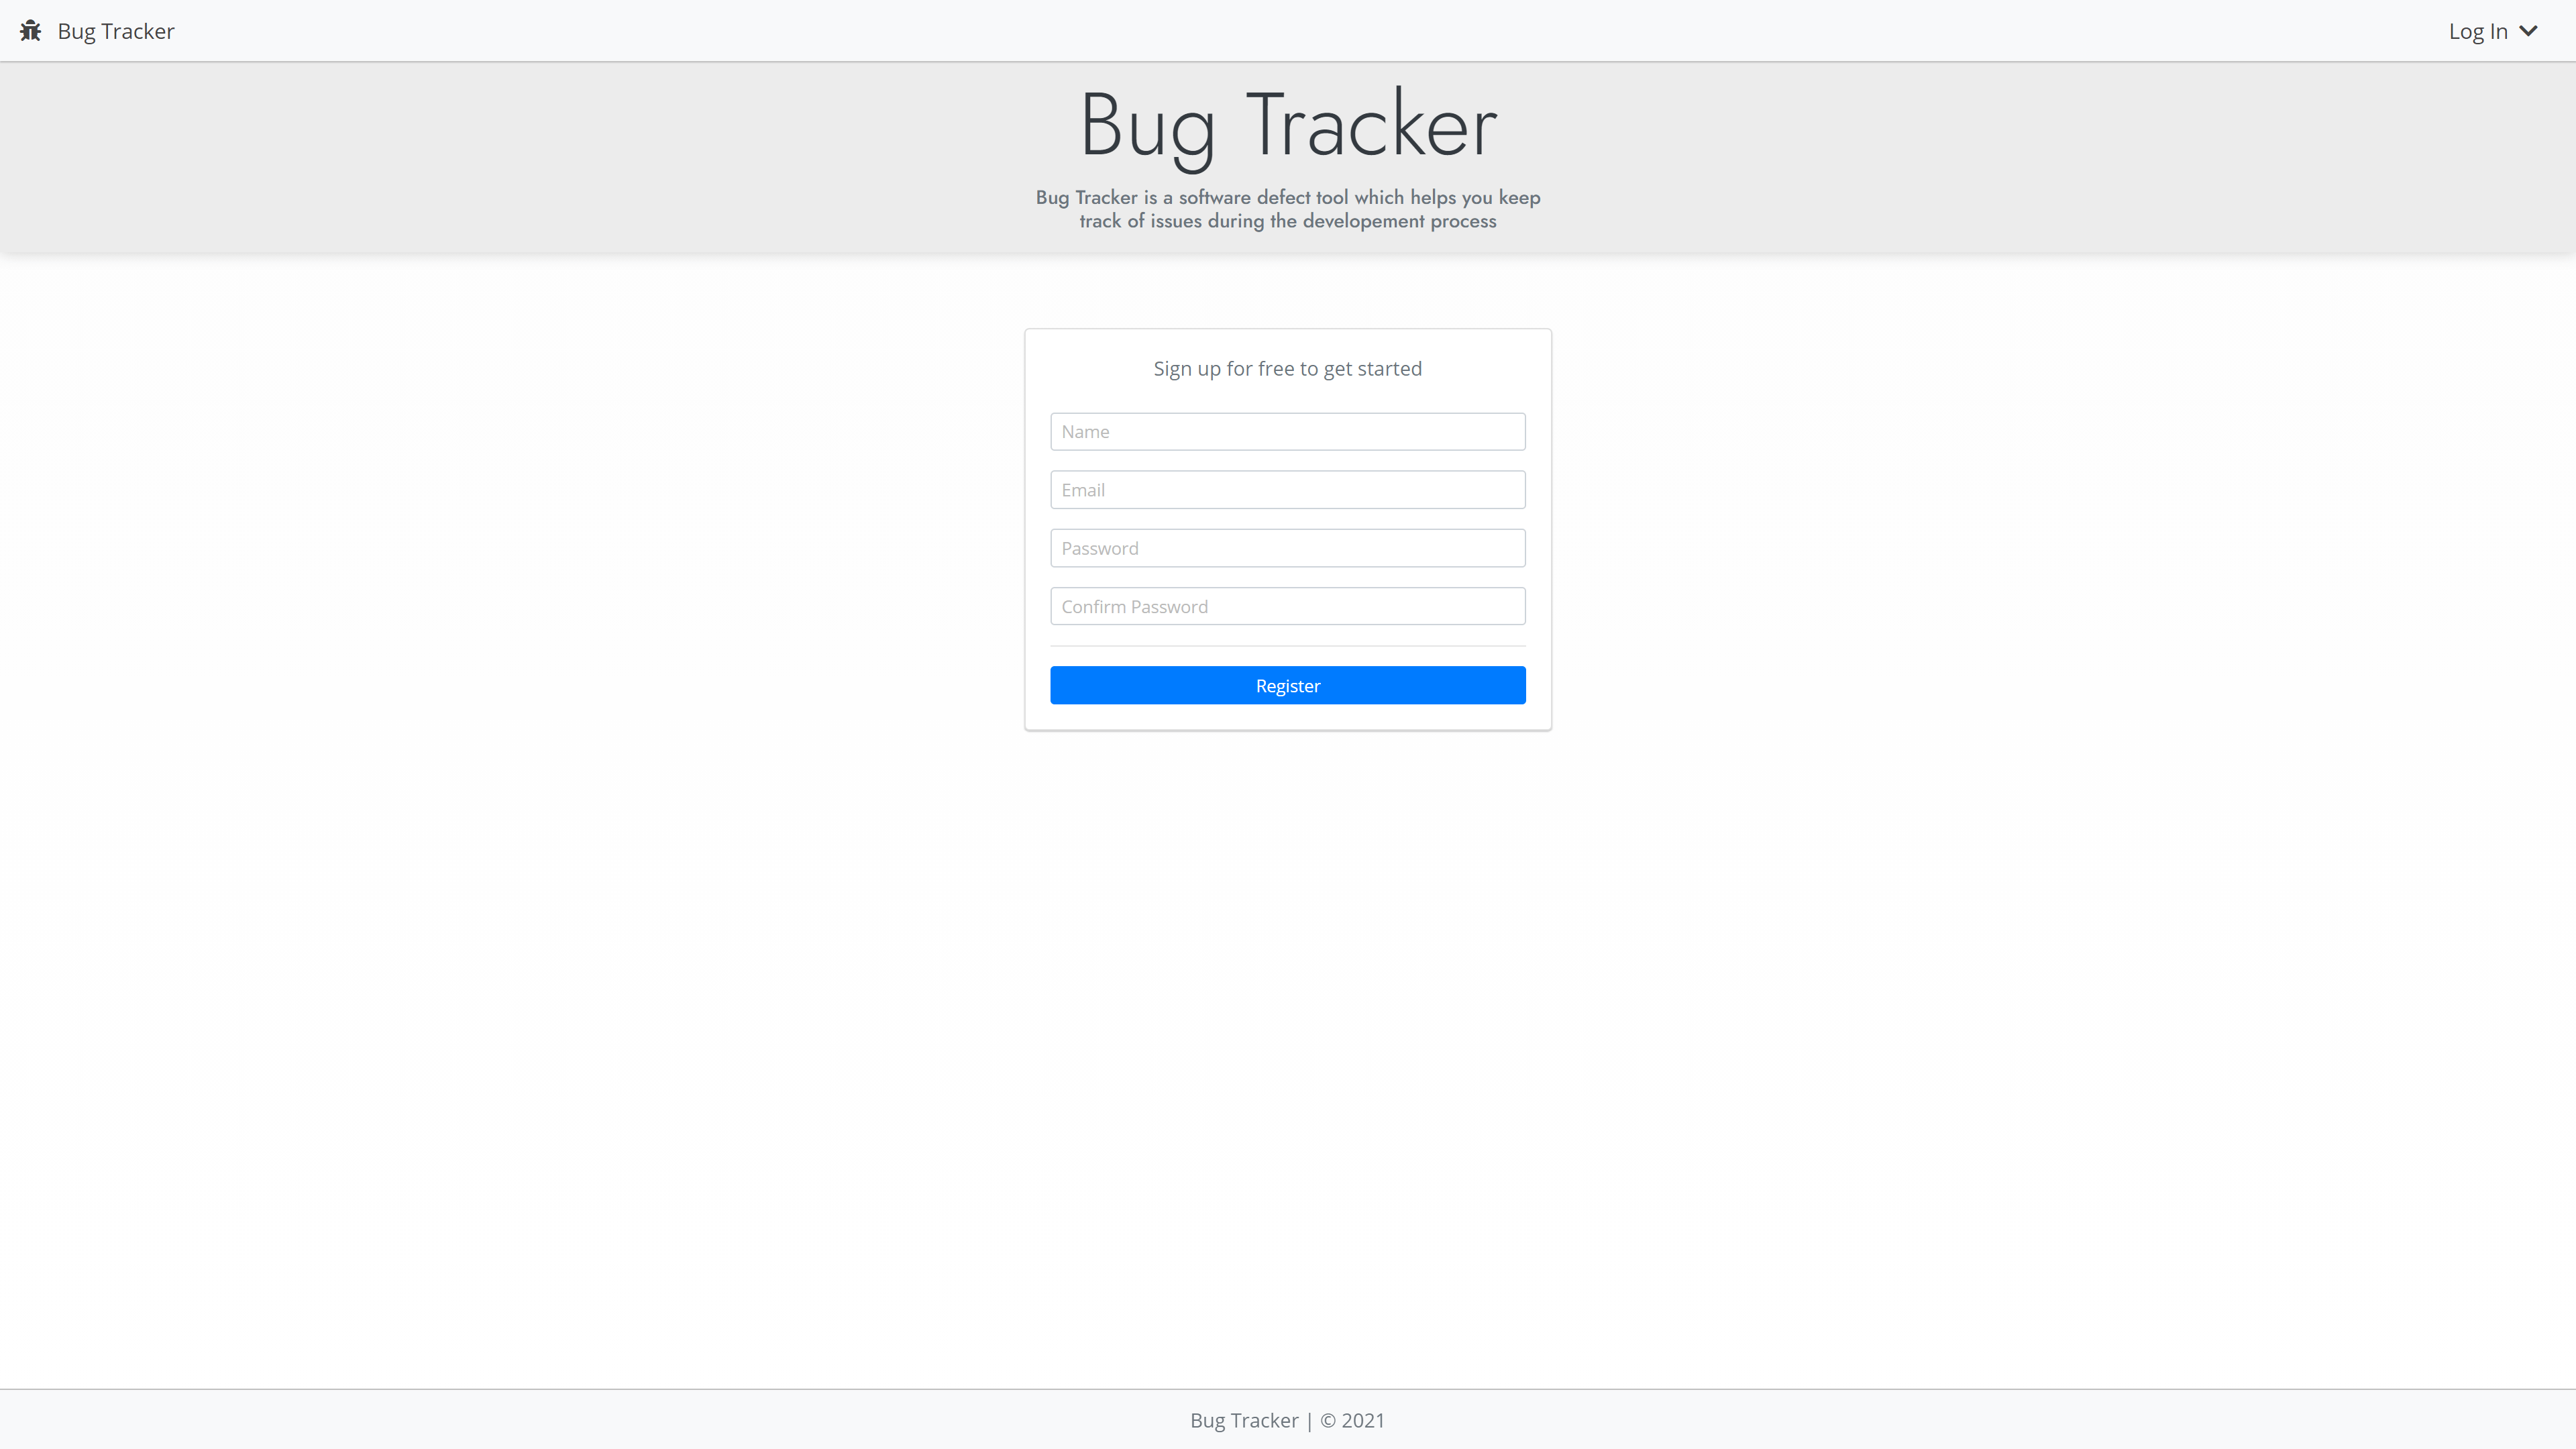 Bug Tracker
Log In
Bug Tracker
Bug Tracker is a software defect tool which helps you keep
track of issues during the developement process
Sign up for free to get started
Name
Email
Password
Confirm Password
Register
Bug Tracker | © 2021